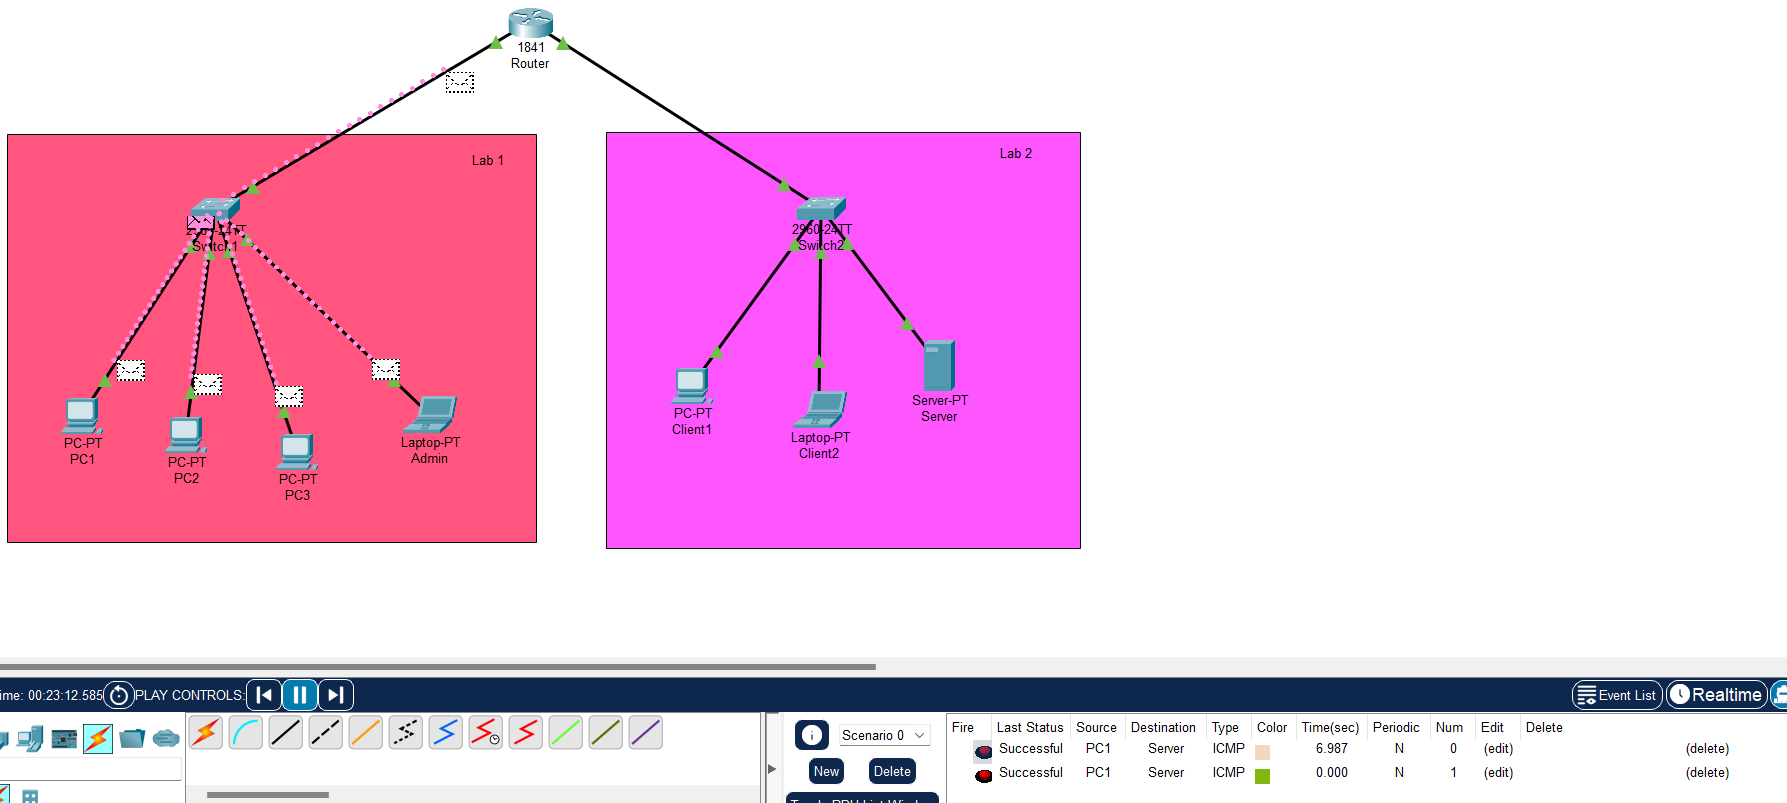 1841
Router
Lab 1
Lab 2
Switch1
2960-24TT
Switch2
PC-PT
PC1
PC-PT
PC2
PC-PT
PC3
Laptop-PT
Admin
PC-PT
Client1
Laptop-PT
Client2
Server-PT
Server
ime: 00:23:12.585
PLAY CONTROLS:
Event List
Realtime
Scenario 0
New
Delete
Fire Last Status Source Destination Type Color Time(sec) Periodic Num Edit Delete
Successful PC1 Server ICMP 6.987 N 0 (edit) (delete)
Successful PC1 Server ICMP 0.000 N 1 (edit) (delete)